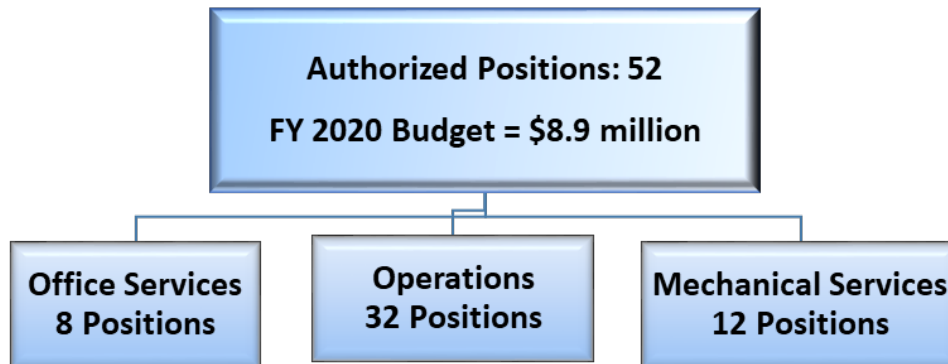 Authorized Positions: 52
FY 2020 Budget = $8.9 million
Office Services
8 Positions
Operations
32 Positions
Mechanical Services
12 Positions